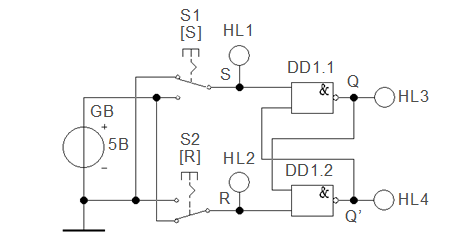 S1
[S]
HL1
S
DD1.1
&
Q
HL3
GB
+
5В
–
S2
[R]
HL2
R
DD1.2
&
Q'
HL4